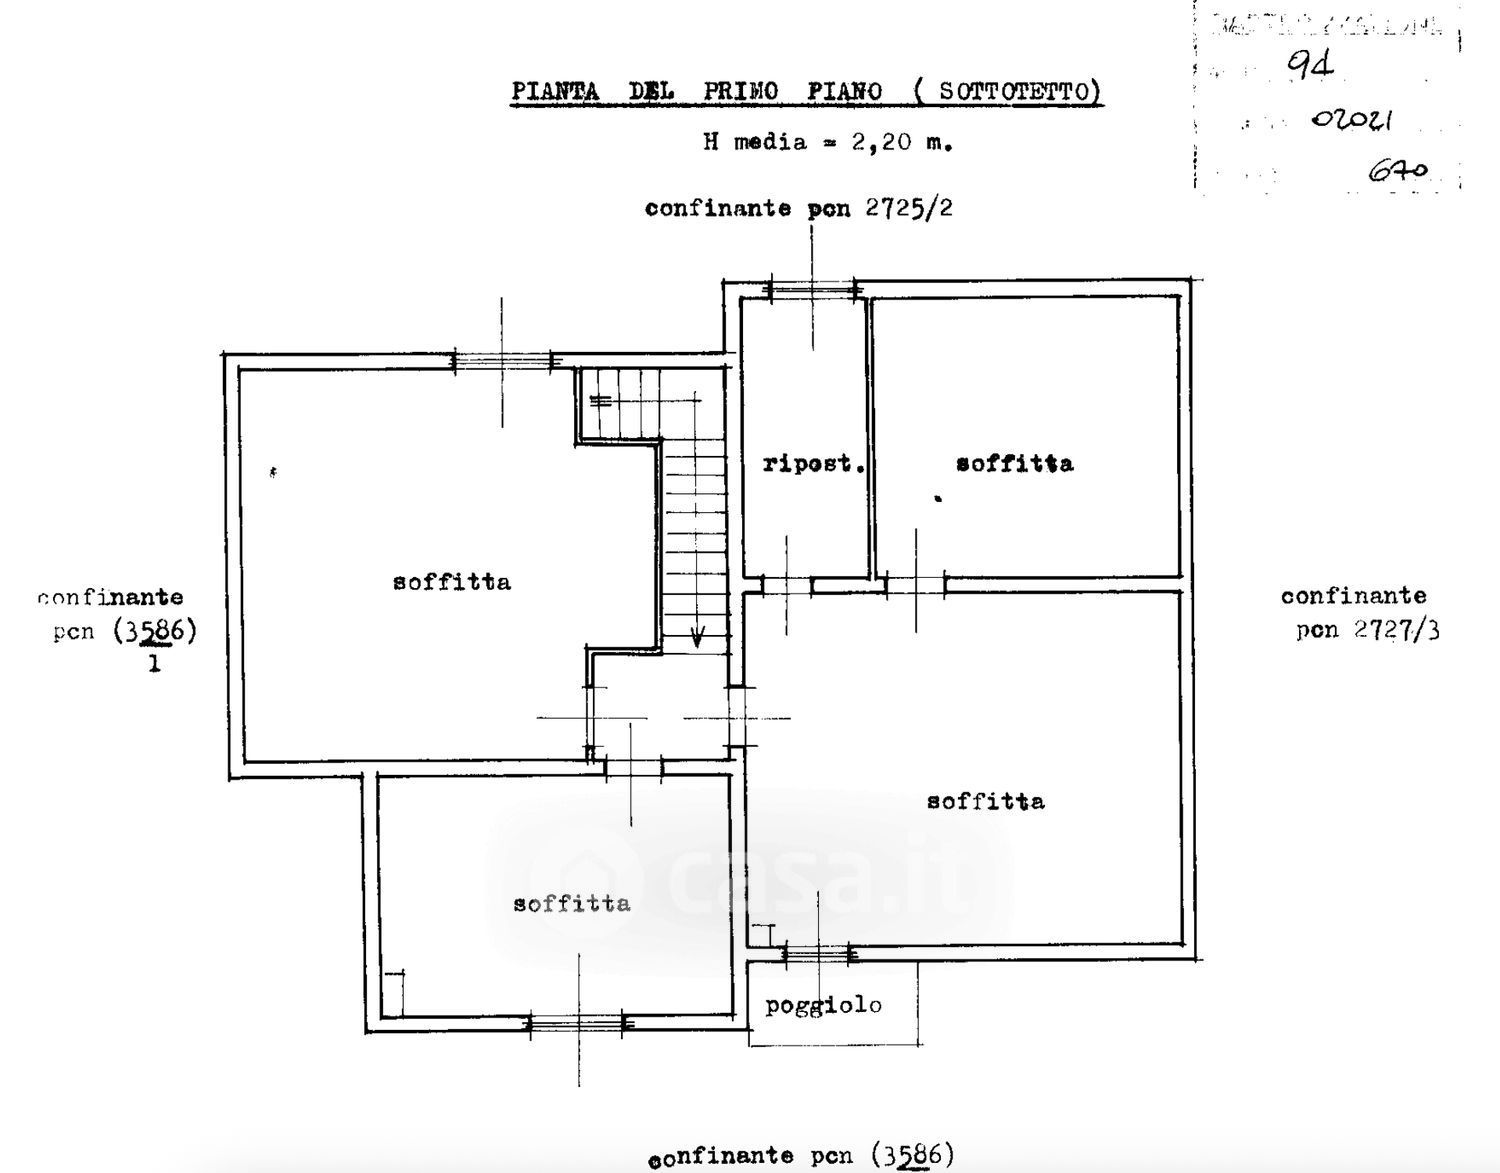 94
02021
670
PIANTA DEL PRIMO PIANO ( SOTTOTETTO)
H media = 2,20 m.
confinante pcn 2725/2
ripost.
soffitta
soffitta
confinante
pcn (3586)
1
confinante
pcn 2727/3
soffitta
casa.it
soffitta
poggiolo
confinante pcn (3586)